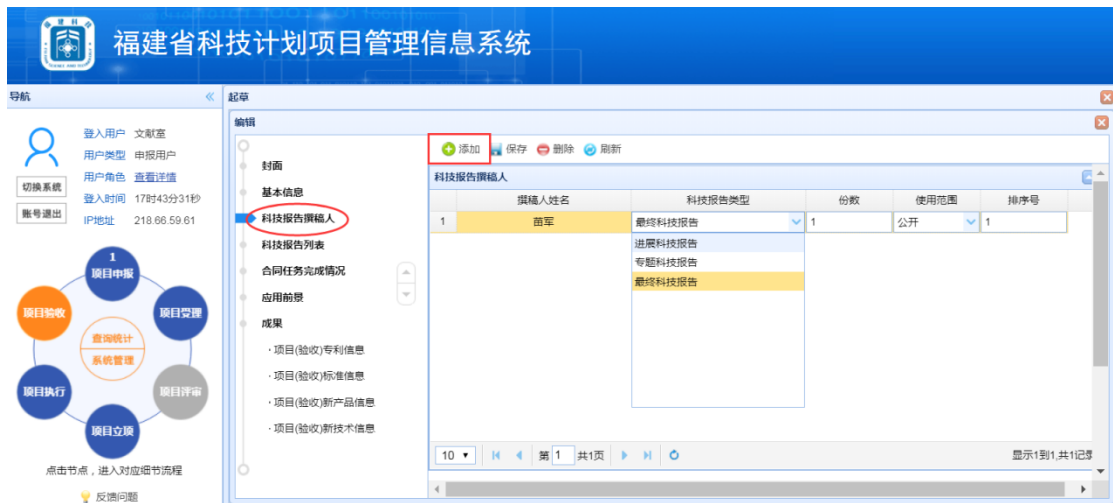 福建省科技计划项目管理信息系统
导航
登入用户 文献室
用户类型 申报用户
用户角色 查看详情
登入时间 17时43分31秒
IP地址 218.66.59.61
切换系统
账号退出
1
项目申报
项目验收
项目受理
查询统计
系统管理
项目执行
项目评审
项目立项
点击节点，进入对应细节流程
反馈问题
起草
编辑
封面
基本信息
科技报告撰稿人
科技报告列表
合同任务完成情况
应用前景
成果
·项目(验收)专利信息
·项目(验收)标准信息
·项目(验收)新产品信息
·项目(验收)新技术信息
添加 保存 删除 刷新
科技报告撰稿人
撰稿人姓名 科技报告类型 份数 使用范围 排序号
1 苗军 最终科技报告 1 公开 1
进展科技报告
专题科技报告
最终科技报告
10 第 1 共1页 显示1到1,共1记录